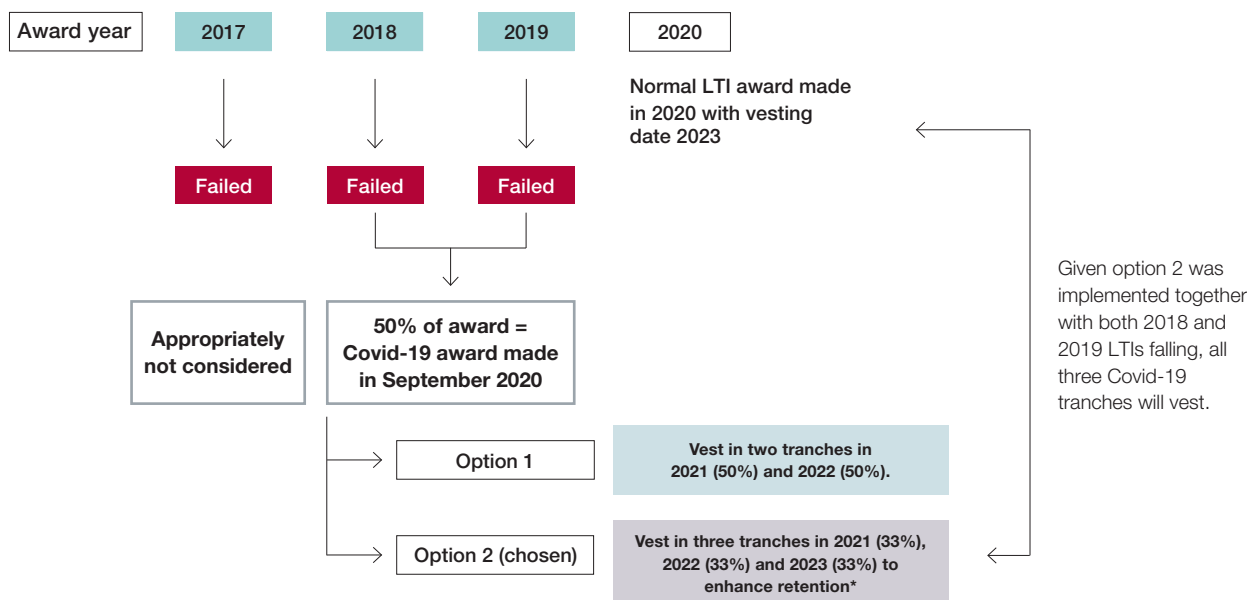 Award year
2017
2018
2019
2020
Normal LTI award made
in 2020 with vesting
date 2023
Failed
Failed
Failed
Appropriately
not considered
50% of award =
Covid-19 award made
in September 2020
Given option 2 was
implemented together
with both 2018 and
2019 LTIs falling, all
three Covid-19
tranches will vest.
Option 1
Vest in two tranches in
2021 (50%) and 2022 (50%).
Option 2 (chosen)
Vest in three tranches in 2021 (33%),
2022 (33%) and 2023 (33%) to
enhance retention*